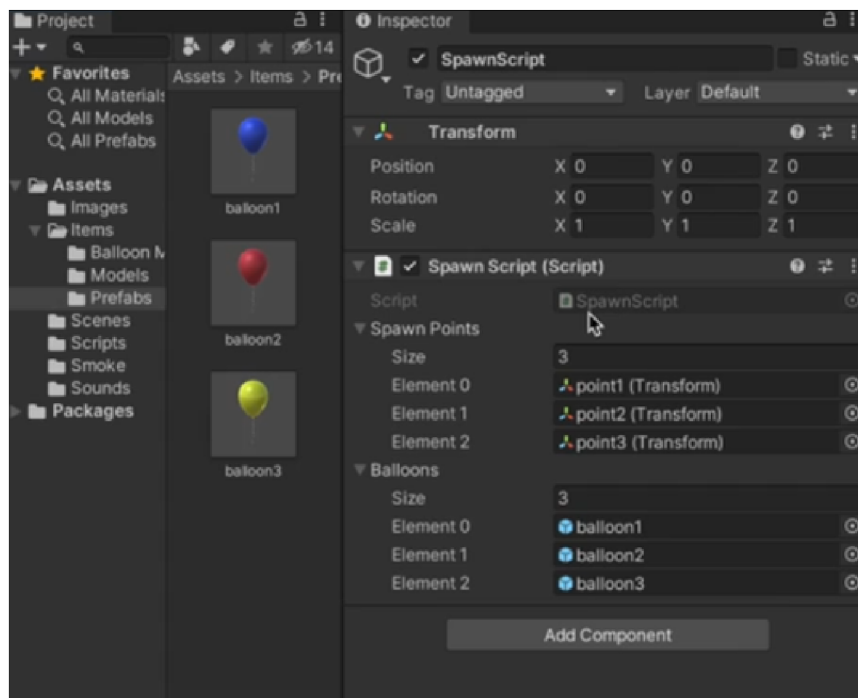 Project
14
Favorites
All Materials
All Models
All Prefabs
Assets
Images
Items
Balloon M
Models
Prefabs
Scenes
Scripts
Smoke
Sounds
Packages
Assets > Items > Pre
balloon1
balloon2
balloon3
Inspector
SpawnScript Static
Tag Untagged Layer Default
Transform
Position X 0 Y 0 Z 0
Rotation X 0 Y 0 Z 0
Scale X 1 Y 1 Z 1
# Spawn Script (Script)
Script # SpawnScript
Spawn Points
Size 3
Element 0 point1 (Transform)
Element 1 point2 (Transform)
Element 2 point3 (Transform)
Balloons
Size 3
Element 0 balloon1
Element 1 balloon2
Element 2 balloon3
Add Component